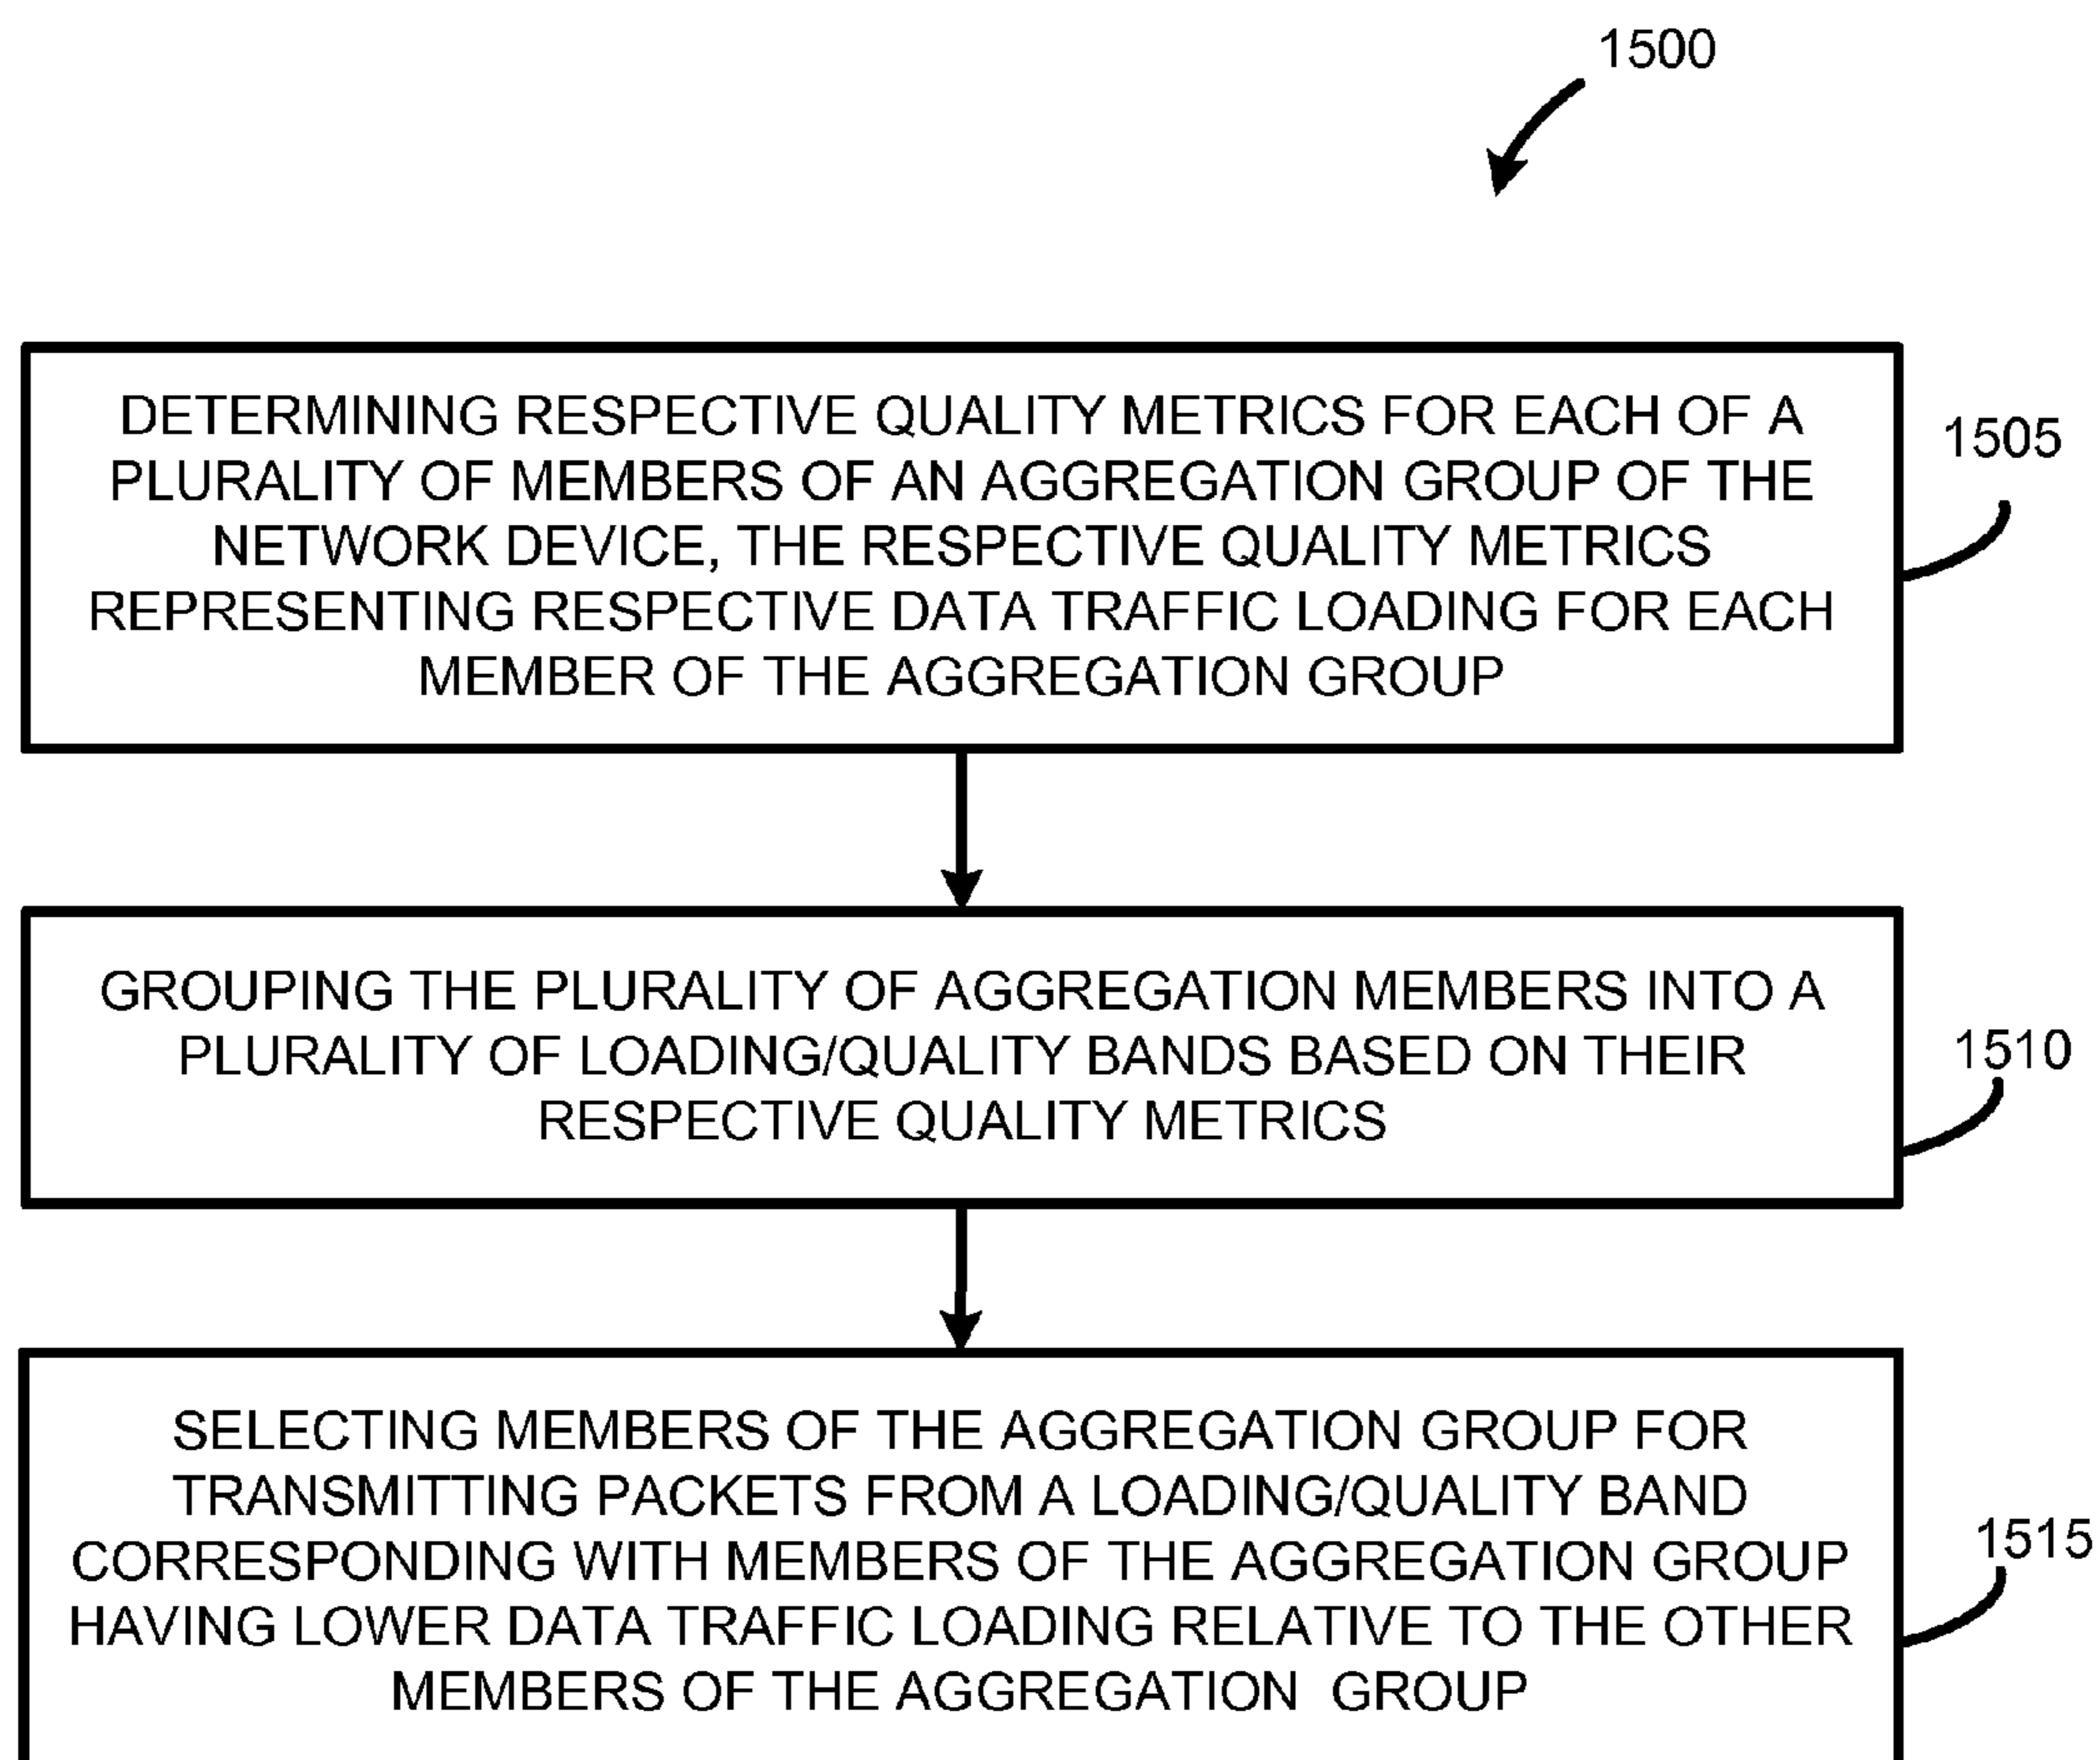 1500
DETERMINING RESPECTIVE QUALITY METRICS FOR EACH OF A
PLURALITY OF MEMBERS OF AN AGGREGATION GROUP OF THE
NETWORK DEVICE, THE RESPECTIVE QUALITY METRICS
REPRESENTING RESPECTIVE DATA TRAFFIC LOADING FOR EACH
MEMBER OF THE AGGREGATION GROUP
1505
GROUPING THE PLURALITY OF AGGREGATION MEMBERS INTO A
PLURALITY OF LOADING/QUALITY BANDS BASED ON THEIR
RESPECTIVE QUALITY METRICS
1510
SELECTING MEMBERS OF THE AGGREGATION GROUP FOR
TRANSMITTING PACKETS FROM A LOADING/QUALITY BAND
CORRESPONDING WITH MEMBERS OF THE AGGREGATION GROUP
HAVING LOWER DATA TRAFFIC LOADING RELATIVE TO THE OTHER
MEMBERS OF THE AGGREGATION GROUP
1515